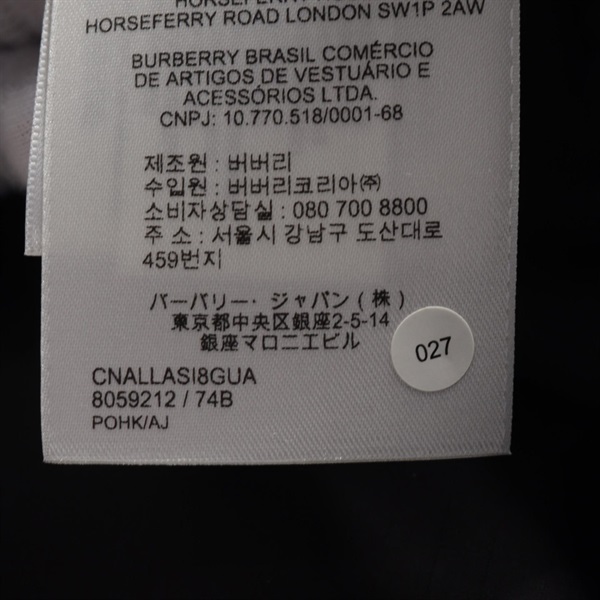 HORSEFERRY ROAD LONDON SW1P 2AW
BURBERRY BRASIL COMÉRCIO
DE ARTIGOS DE VESTUÁRIO E
ACESSÓRIOS LTDA.
CNPJ: 10.770.518/0001-68
제조원 : 버버리
수입원 : 버버리코리아㈜
소비자상담실 : 080 700 8800
주 소 : 서울시 강남구 도산대로
459번지
バーバリー・ジャパン(株)
東京都中央区銀座2-5-14
銀座マロニエビル
027
CNALLASI8GUA
8059212 / 74B
POHK/AJ